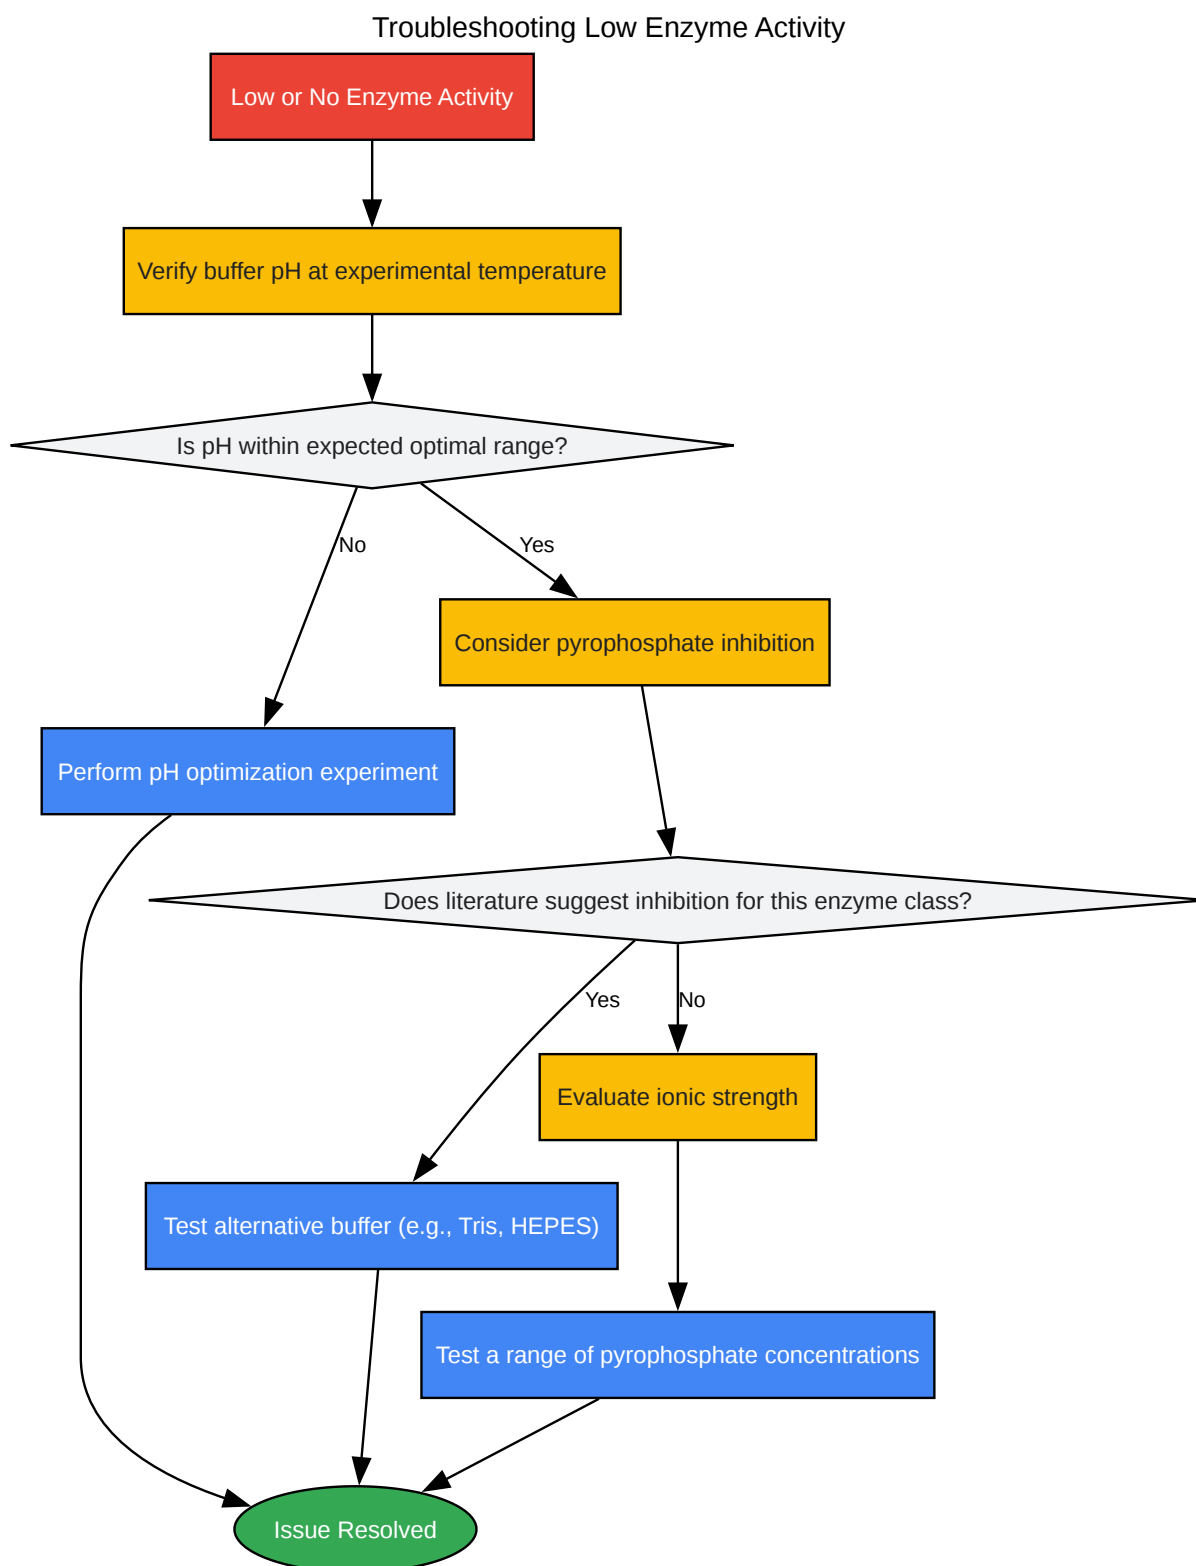 Troubleshooting Low Enzyme Activity
Low or No Enzyme Activity
Verify buffer pH at experimental temperature
Is pH within expected optimal range?
No
Yes
Consider pyrophosphate inhibition
Perform pH optimization experiment
Does literature suggest inhibition for this enzyme class?
Yes
No
Evaluate ionic strength
Test alternative buffer (e.g., Tris, HEPES)
Test a range of pyrophosphate concentrations
Issue Resolved